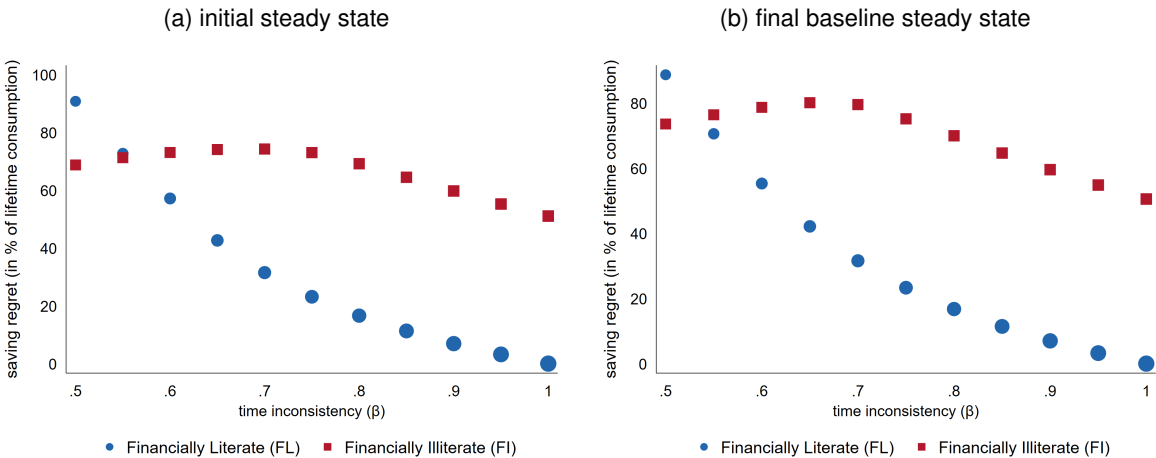 (a) initial steady state
saving regret (in % of lifetime consumption)
100
80
60
40
20
0
.5 .6 .7 .8 .9 1
time inconsistency (β)
Financially Literate (FL) Financially Illiterate (FI)
(b) final baseline steady state
saving regret (in % of lifetime consumption)
80
60
40
20
0
.5 .6 .7 .8 .9 1
time inconsistency (β)
Financially Literate (FL) Financially Illiterate (FI)